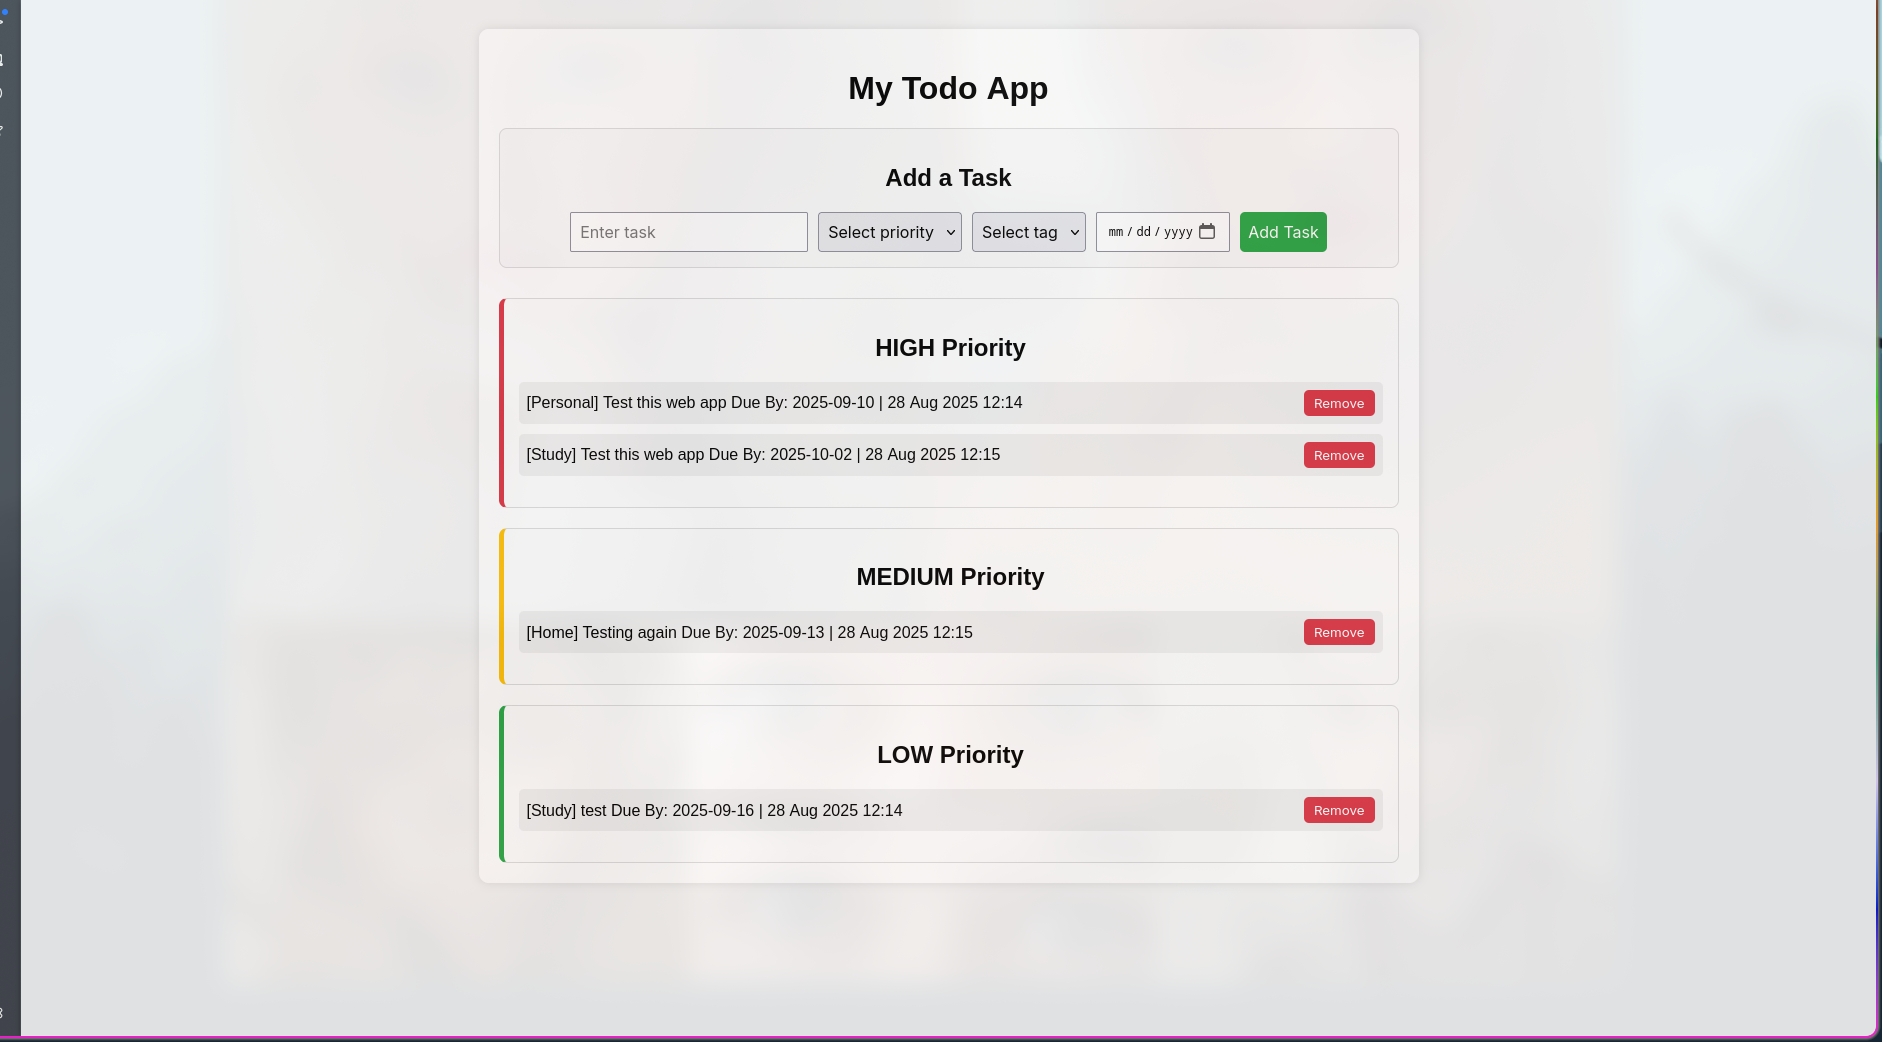 My Todo App
Add a Task
Enter task Select priority Select tag mm / dd / yyyy Add Task
HIGH Priority
[Personal] Test this web app Due By: 2025-09-10 | 28 Aug 2025 12:14 Remove
[Study] Test this web app Due By: 2025-10-02 | 28 Aug 2025 12:15 Remove
MEDIUM Priority
[Home] Testing again Due By: 2025-09-13 | 28 Aug 2025 12:15 Remove
LOW Priority
[Study] test Due By: 2025-09-16 | 28 Aug 2025 12:14 Remove